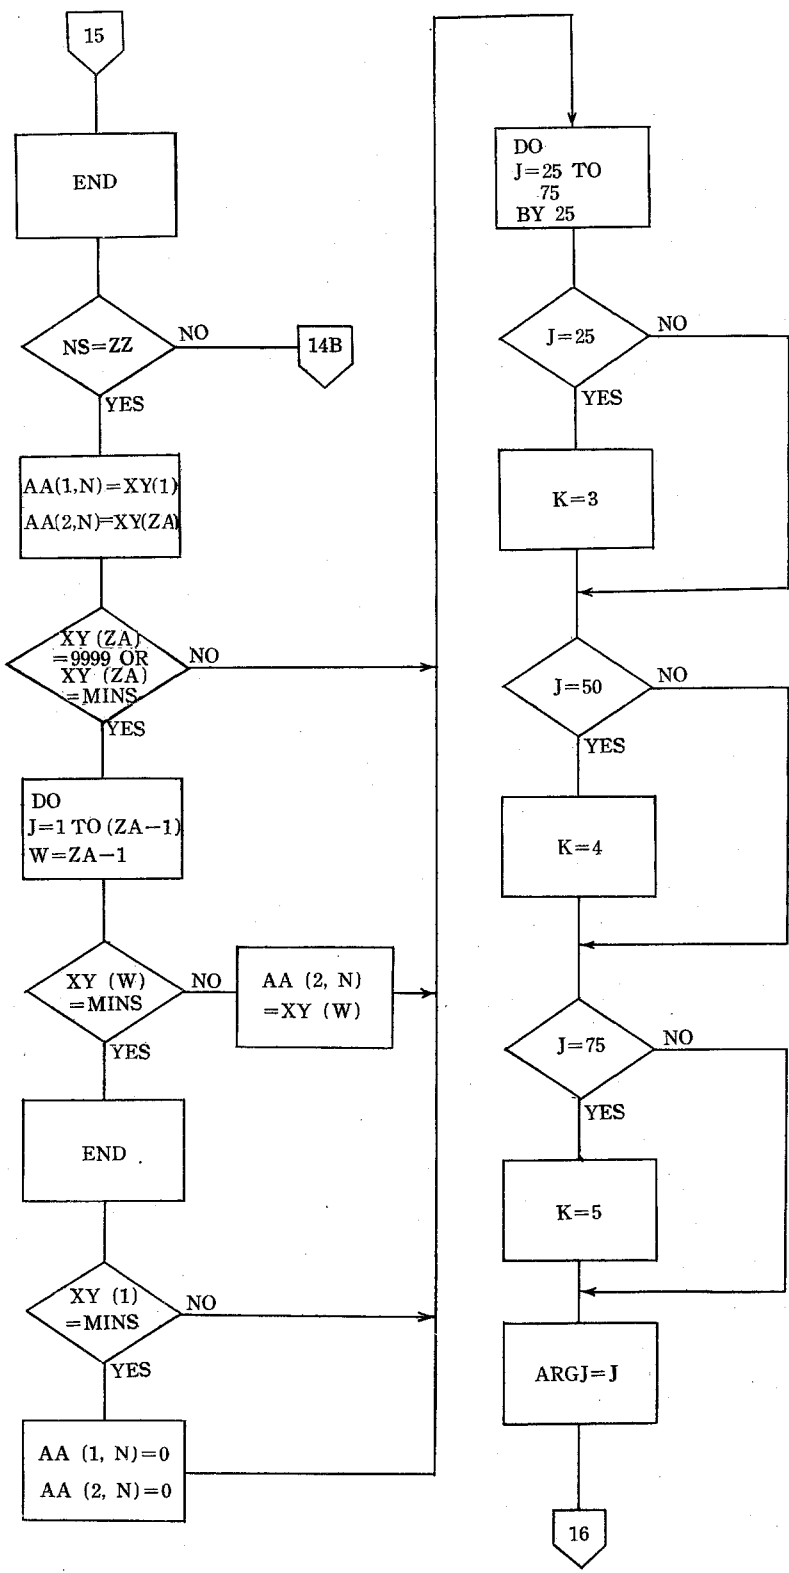 15
END
NS=ZZ
NO
14B
YES
AA(1,N)=XY(1)
AA(2,N)=XY(ZA)
XY (ZA)
=9999 OR
XY (ZA)
=MINS
NO
YES
DO
J=1 TO (ZA-1)
W=ZA-1
XY (W)
=MINS
NO
AA (2, N)
=XY (W)
YES
END
XY (1)
=MINS
NO
YES
AA (1, N)=0
AA (2, N)=0
DO
J=25 TO
75
BY 25
J=25
NO
YES
K=3
J=50
NO
YES
K=4
J=75
NO
YES
K=5
ARGJ=J
16